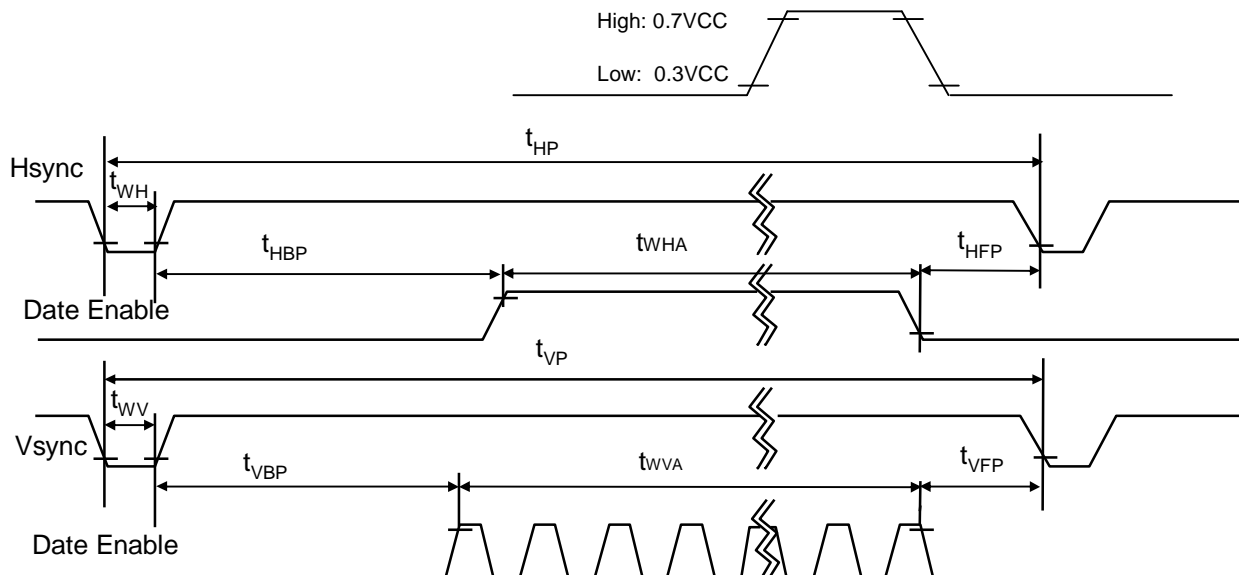 High: 0.7VCC
Low: 0.3VCC
tHP
Hsync
tWH
tHBP
tWHA
tHFP
Date Enable
tVP
tWV
Vsync
tVBP
tWVA
tVFP
Date Enable